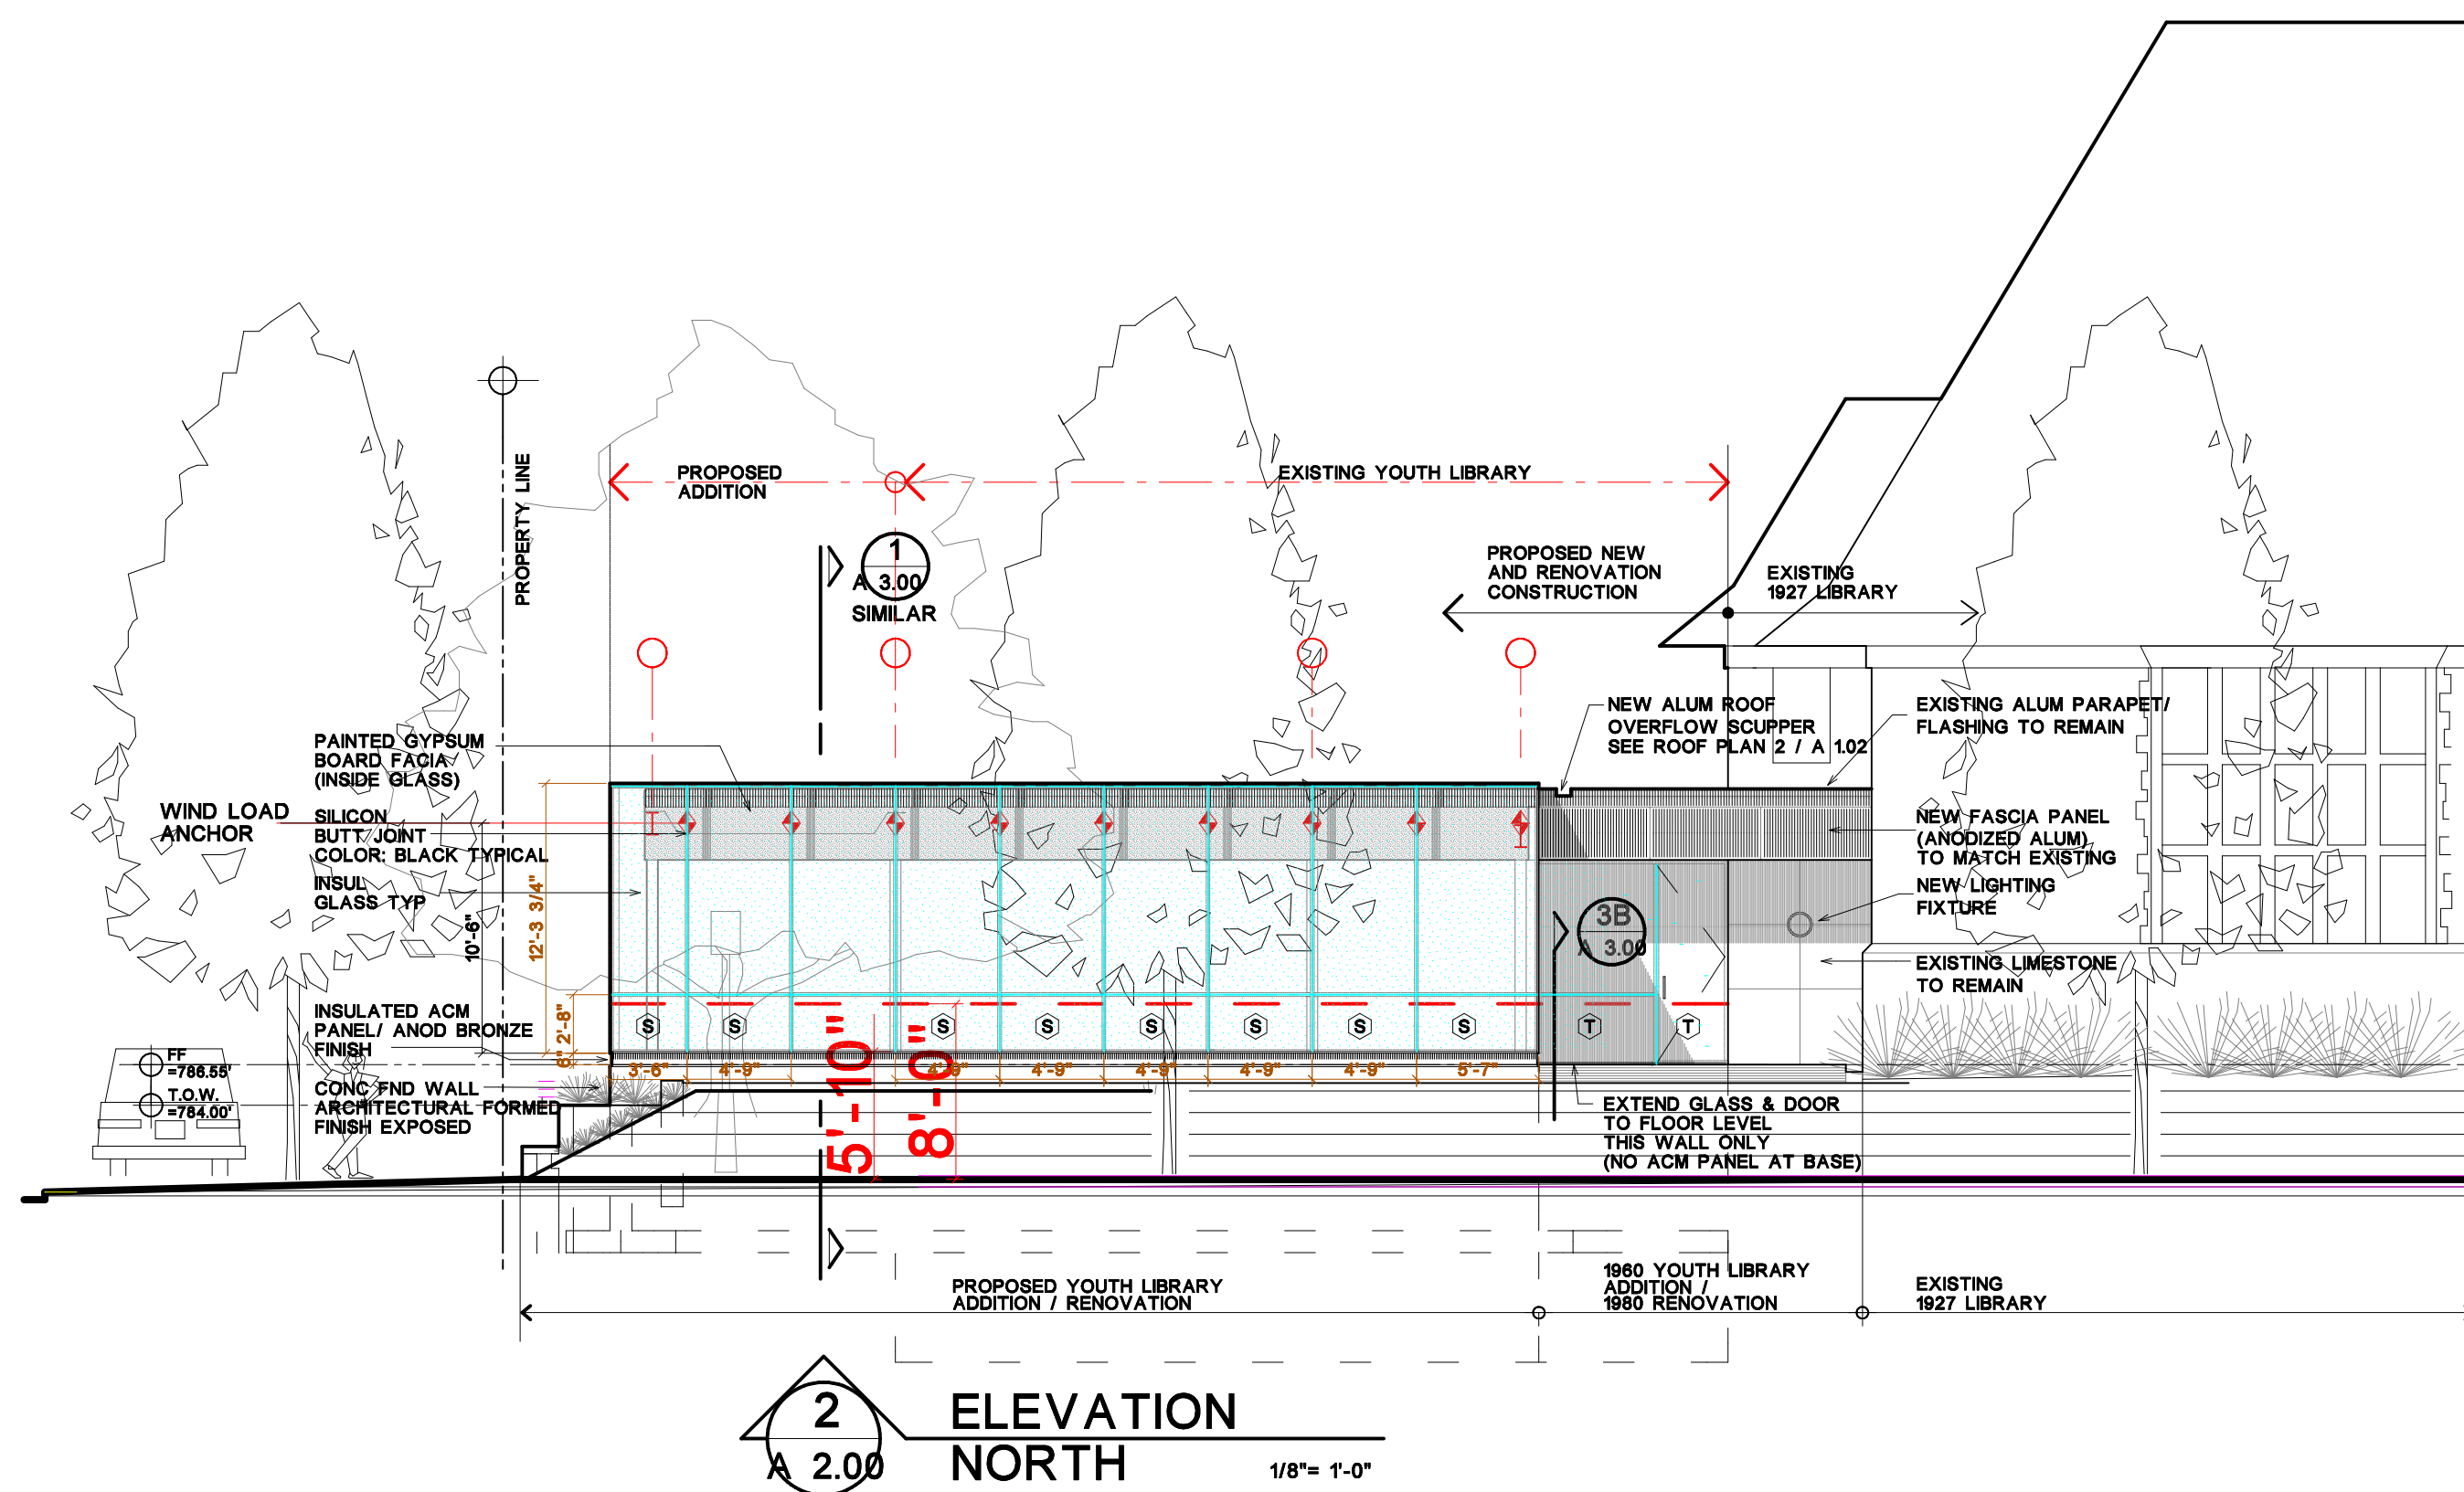 PROPERTY LINE
PROPOSED
ADDITION
EXISTING YOUTH LIBRARY
1
A 3.00
SIMILAR
PROPOSED NEW
AND RENOVATION
CONSTRUCTION
EXISTING
1927 LIBRARY
NEW ALUM ROOF
OVERFLOW SCUPPER
SEE ROOF PLAN 2 / A 1.02
EXISTING ALUM PARAPET/
FLASHING TO REMAIN
PAINTED GYPSUM
BOARD FACIA
(INSIDE GLASS)
WIND LOAD
ANCHOR
SILICON
BUTT JOINT
COLOR: BLACK TYPICAL
INSUL
GLASS TYP
NEW FASCIA PANEL
(ANODIZED ALUM)
TO MATCH EXISTING
NEW LIGHTING
FIXTURE
3B
A 3.00
10'-6"
12'-3 3/4"
EXISTING LIMESTONE
TO REMAIN
INSULATED ACM
PANEL/ ANOD BRONZE
FINISH
6" 2'-8"
S S S S S S S T T
5'-10"
8'-0"
FF
=786.55'
T.O.W.
=784.00'
3'-6" 4'-9" 4'-9" 4'-9" 4'-9" 4'-9" 4'-9" 5'-7"
CONC FND WALL
ARCHITECTURAL FORMED
FINISH EXPOSED
EXTEND GLASS & DOOR
TO FLOOR LEVEL
THIS WALL ONLY
(NO ACM PANEL AT BASE)
PROPOSED YOUTH LIBRARY
ADDITION / RENOVATION
1960 YOUTH LIBRARY
ADDITION /
1980 RENOVATION
EXISTING
1927 LIBRARY
2
A 2.00
ELEVATION
NORTH
1/8"= 1'-0"